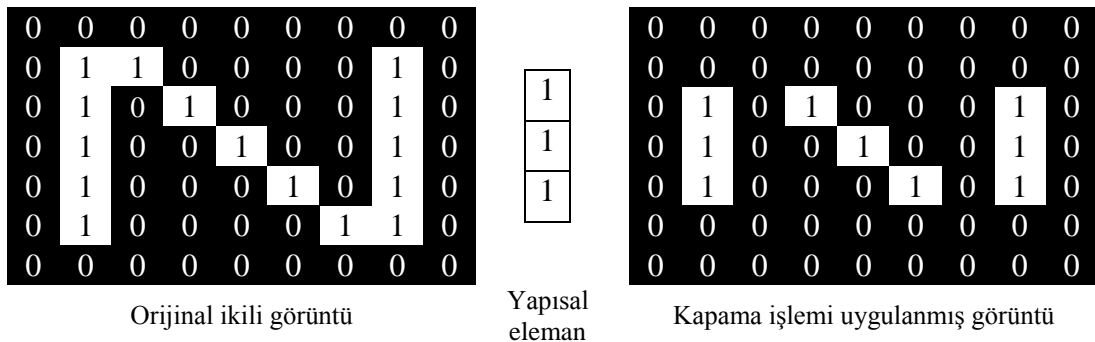 0 0 0 0 0 0 0 0 0
0 1 1 0 0 0 0 1 0
0 1 0 1 0 0 0 1 0
0 1 0 0 1 0 0 1 0
0 1 0 0 0 1 0 1 0
0 1 0 0 0 0 1 1 0
0 0 0 0 0 0 0 0 0
Orijinal ikili görüntü
1
1
1
Yapısal
eleman
0 0 0 0 0 0 0 0 0
0 0 0 0 0 0 0 0 0
0 1 0 1 0 0 0 1 0
0 1 0 0 1 0 0 1 0
0 1 0 0 0 1 0 1 0
0 0 0 0 0 0 0 0 0
0 0 0 0 0 0 0 0 0
Kapama işlemi uygulanmış görüntü